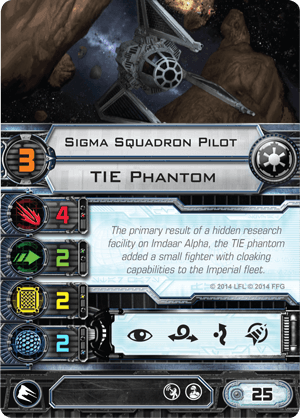 Sigma Squadron Pilot
3
TIE Phantom
4
The primary result of a hidden research
facility on Imdaar Alpha, the TIE phantom
added a small fighter with cloaking
capabilities to the Imperial fleet.
2
© 2014 LFL © 2014 FFG
2
2
25